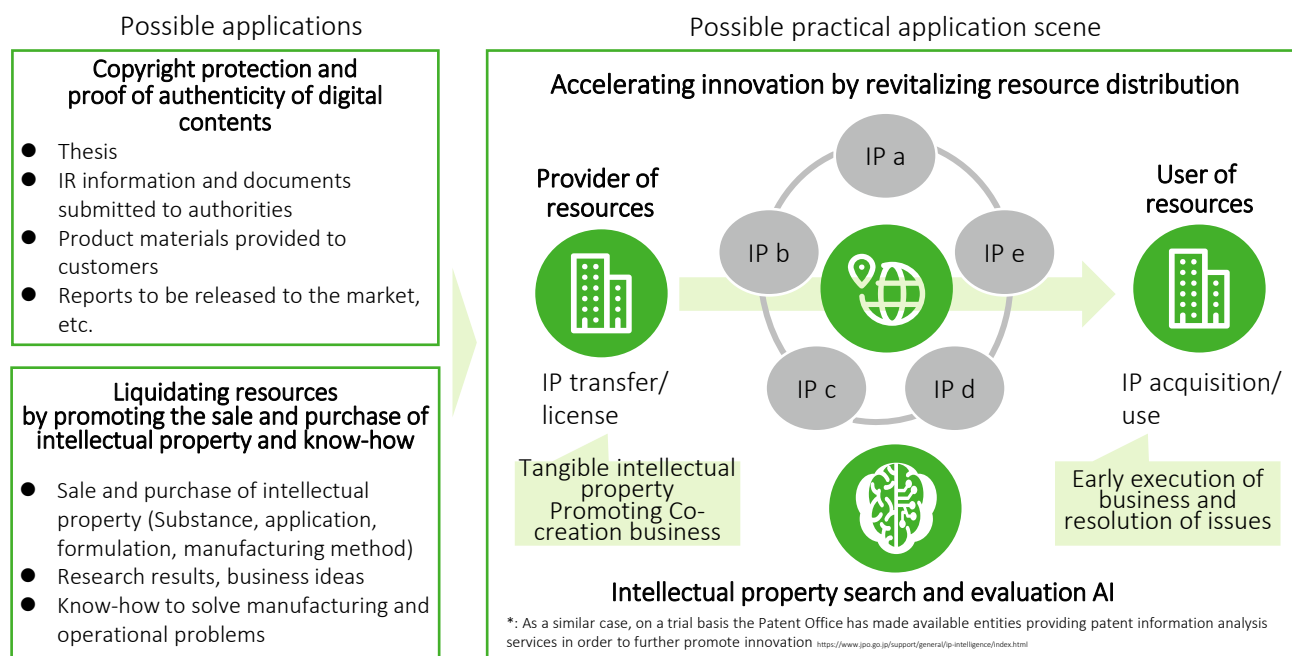 Possible applications
Copyright protection and
proof of authenticity of digital
contents
● Thesis
● IR information and documents
submitted to authorities
● Product materials provided to
customers
● Reports to be released to the market,
etc.
Liquidating resources
by promoting the sale and purchase of
intellectual property and know-how
● Sale and purchase of intellectual
property (Substance, application,
formulation, manufacturing method)
● Research results, business ideas
● Know-how to solve manufacturing and
operational problems
Possible practical application scene
Accelerating innovation by revitalizing resource distribution
Provider of
resources
IP transfer/
license
Tangible intellectual
property
Promoting Co-
creation business
IP a
IP b
IP e
IP c
IP d
User of
resources
IP acquisition/
use
Early execution of
business and
resolution of issues
Intellectual property search and evaluation AI
*: As a similar case, on a trial basis the Patent Office has made available entities providing patent information analysis
services in order to further promote innovation https://www.jpo.go.jp/support/general/ip-intelligence/index.html